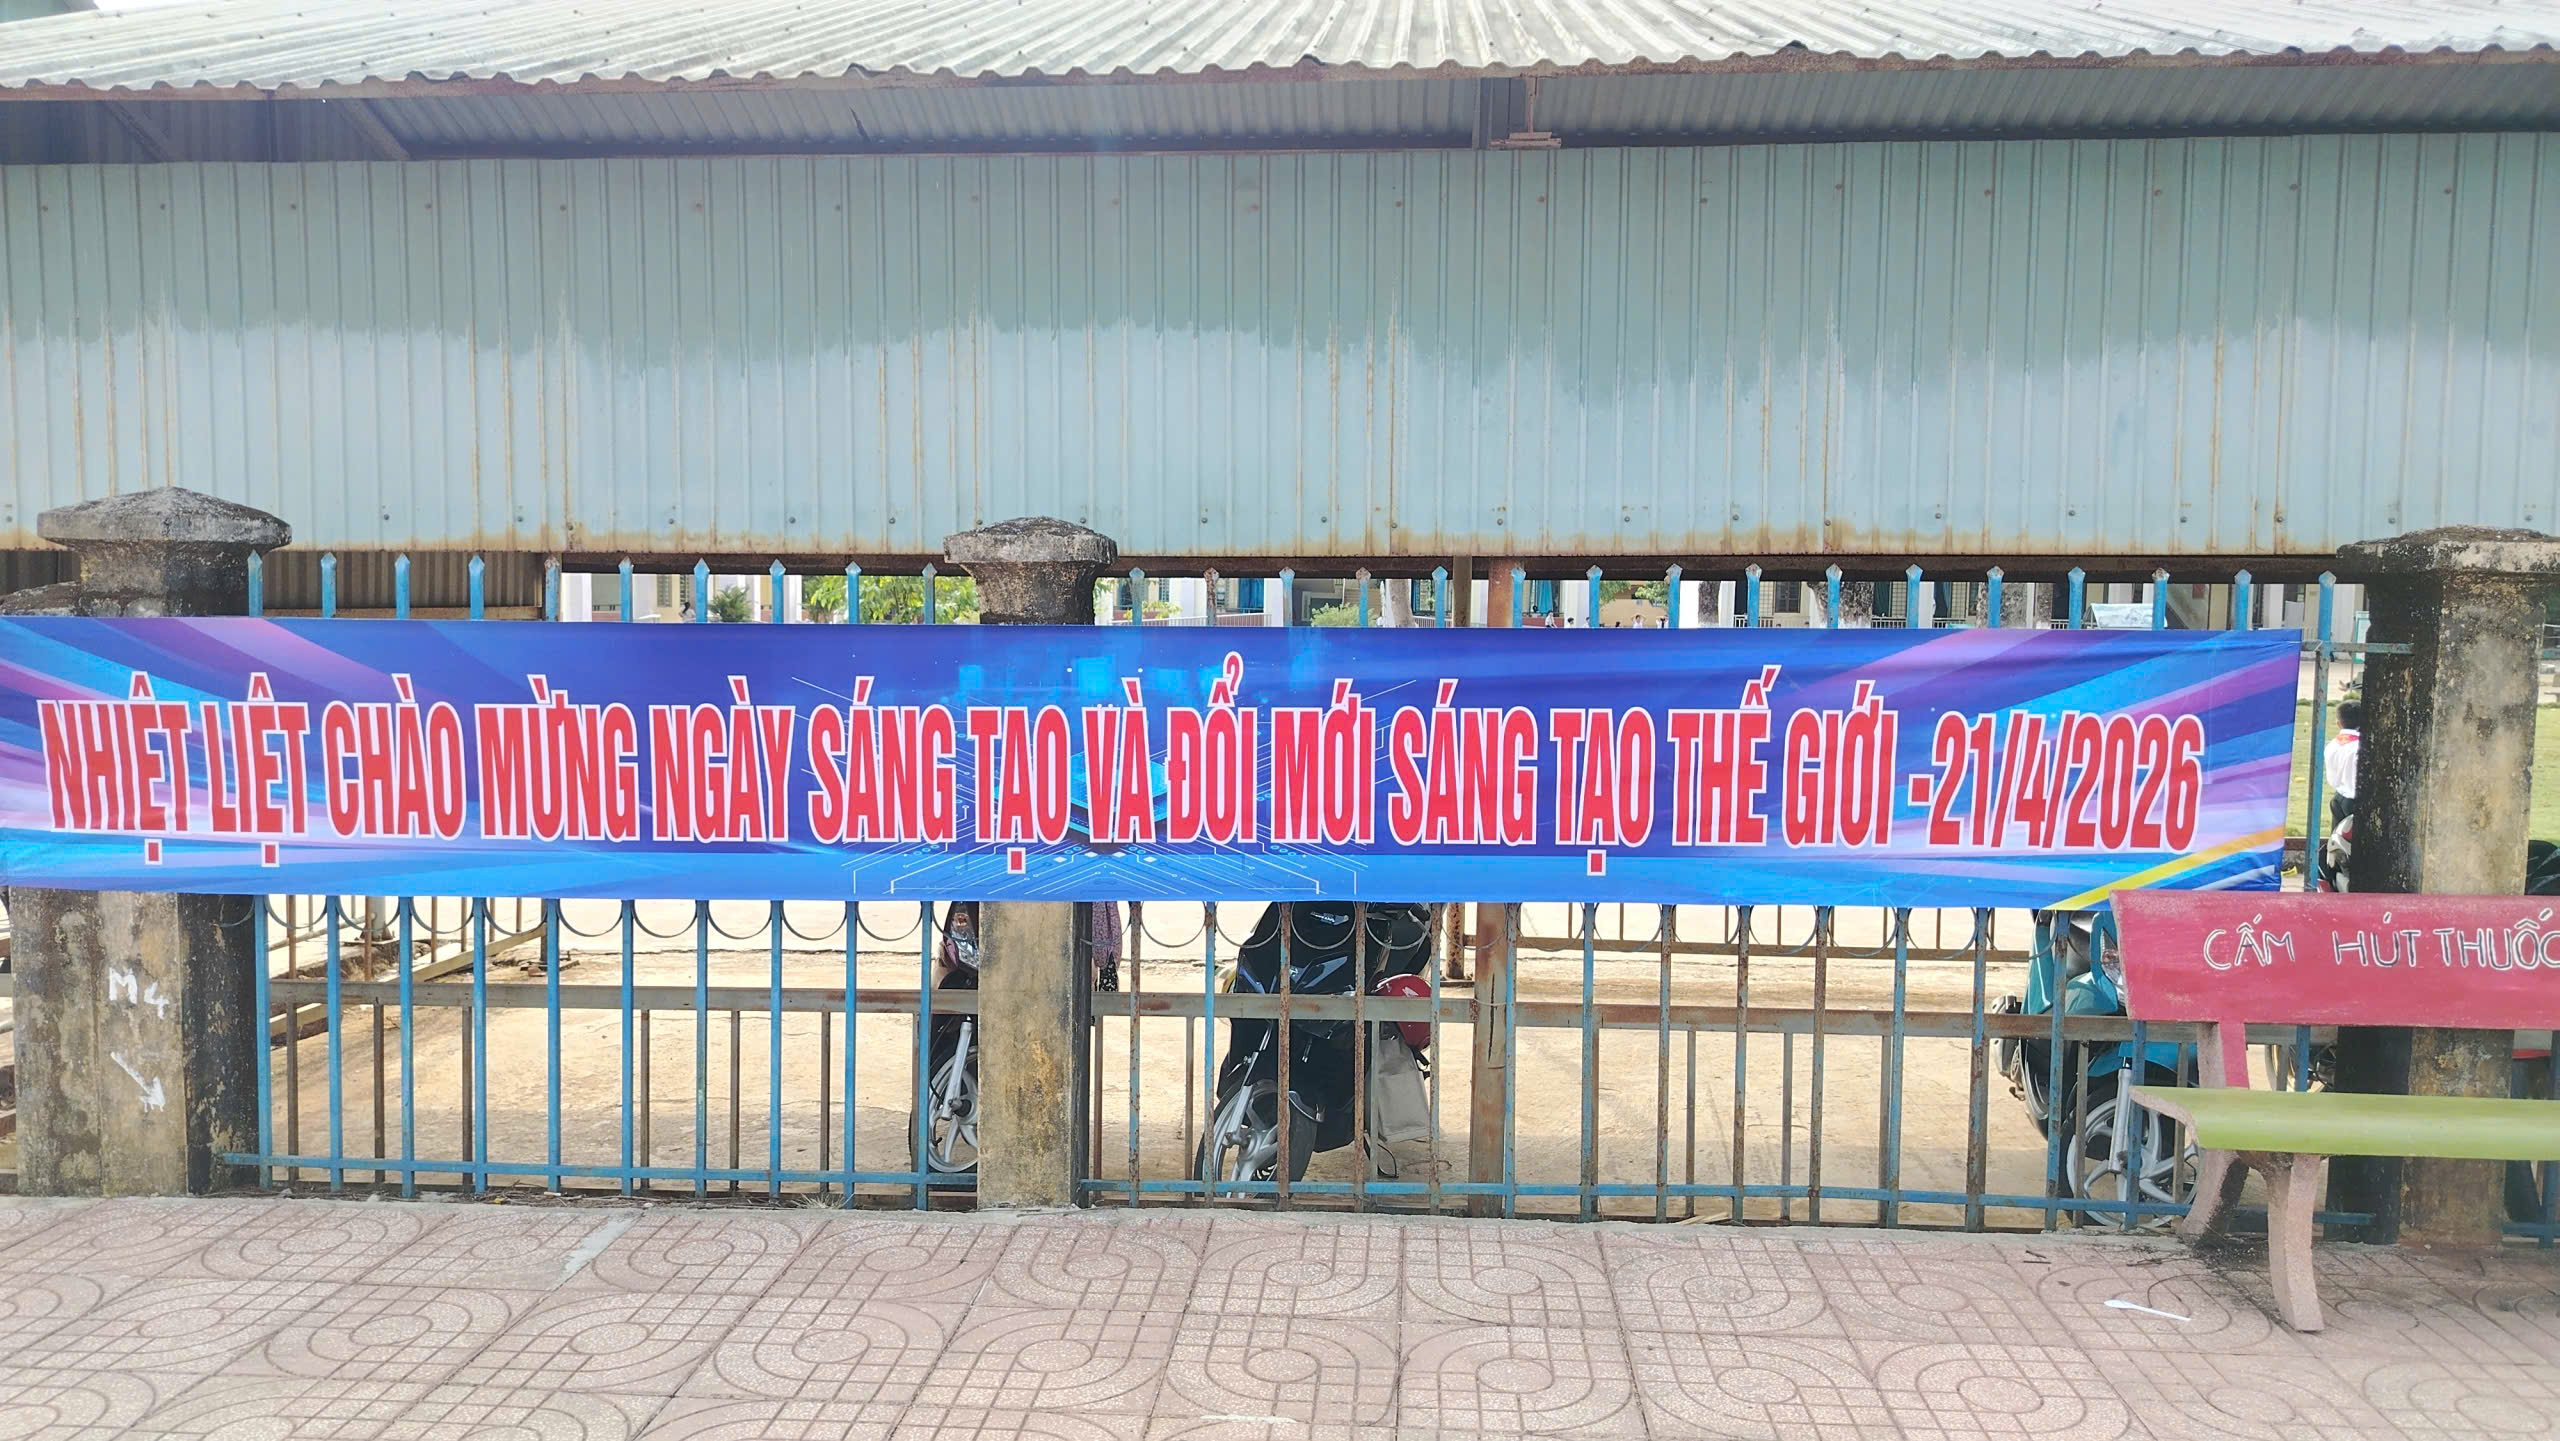 NHIỆT LIỆT CHÀO MỪNG NGÀY SÁNG TẠO VÀ ĐỔI MỚI SÁNG TẠO THẾ GIỚI -21/4/2026
CẤM HÚT THUỐC
M4